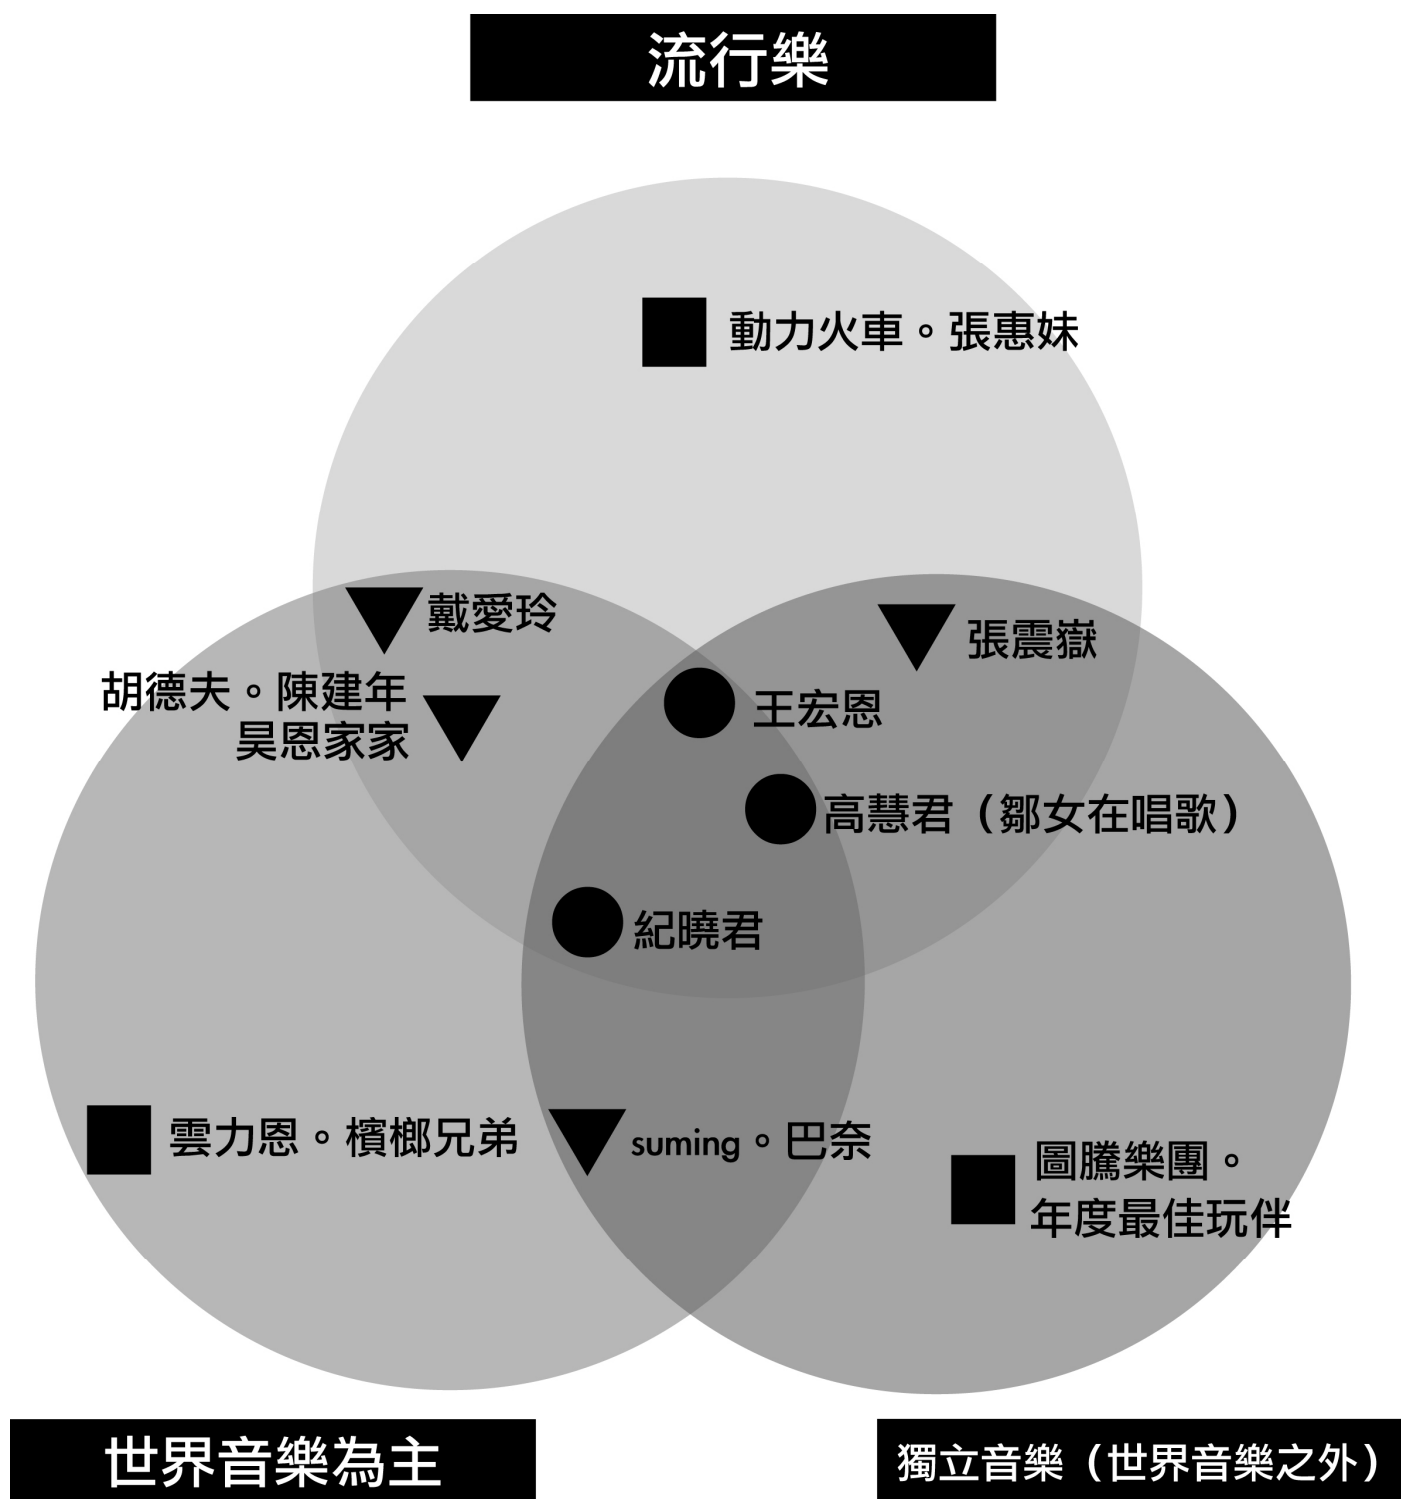 流行樂
動力火車。張惠妹
戴愛玲
張震嶽
胡德夫。陳建年
昊恩家家
王宏恩
高慧君（鄒女在唱歌）
紀曉君
雲力恩。檳榔兄弟
suming。巴奈
圖騰樂團。
年度最佳玩伴
世界音樂為主
獨立音樂（世界音樂之外）